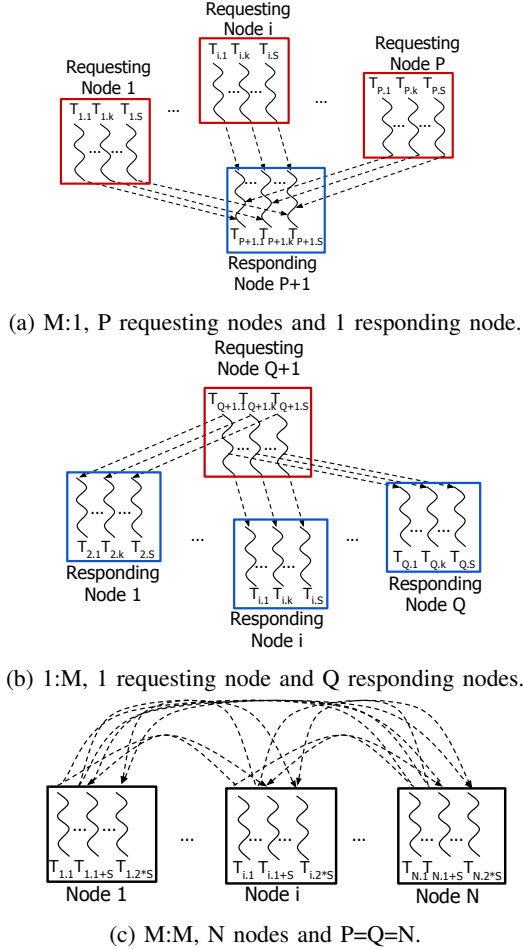 Requesting
Node i
Requesting
Node 1
Requesting
Node P
T1.1 T1.k T1.S
Ti.1 Ti.k Ti.S
TP.1 TP.k TP.S
... ...
... ... ... ... ... ...
... ...
TP+1.1 TP+1.k TP+1.S
Responding
Node P+1
(a) M:1, P requesting nodes and 1 responding node.
Requesting
Node Q+1
TQ+1.1 TQ+1.k TQ+1.S
... ...
... ... ... ...
T2.1 T2.k T2.S
... ...
TQ.1 TQ.k TQ.S
Responding
Node 1
... ...
Ti.1 Ti.k Ti.S
Responding
Node Q
Responding
Node i
(b) 1:M, 1 requesting node and Q responding nodes.
... ... ... ... ... ...
... ...
T1.1 T1.1+S T1.2*S
Ti.1 Ti.1+S Ti.2*S
TN.1 TN.1+S TN.2*S
Node 1
Node i
Node N
(c) M:M, N nodes and P=Q=N.